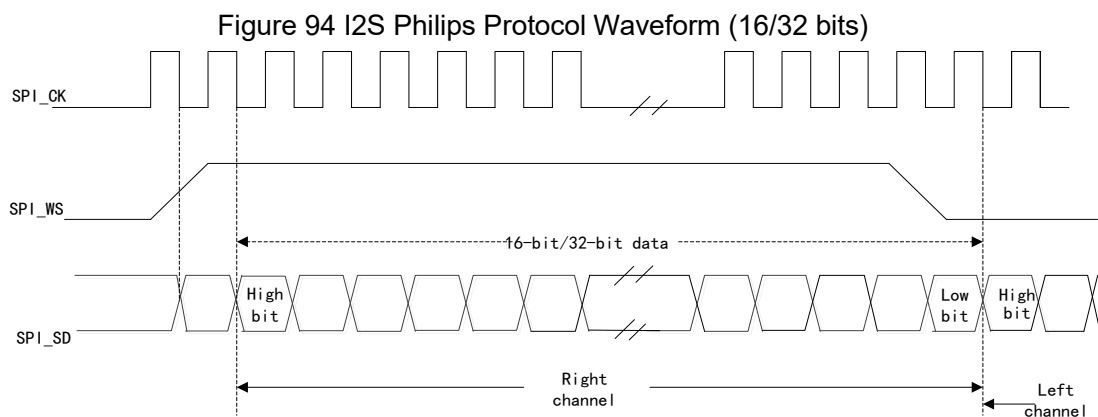 Figure 94 I2S Philips Protocol Waveform (16/32 bits)
SPI_CK
SPI_WS
16-bit/32-bit data
High
bit
Low
bit
High
bit
SPI_SD
Right
channel
Left
channel